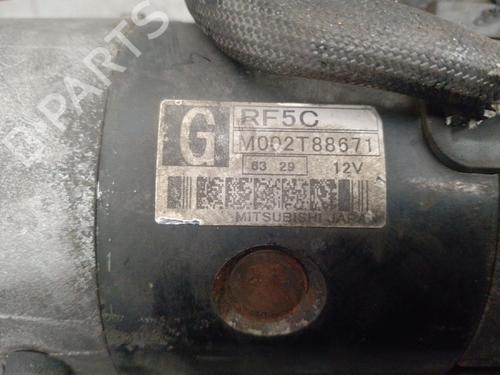 G
RF5C
M002T88671
63 29
12V
MITSUBISHI JAPAN
B-PARTS